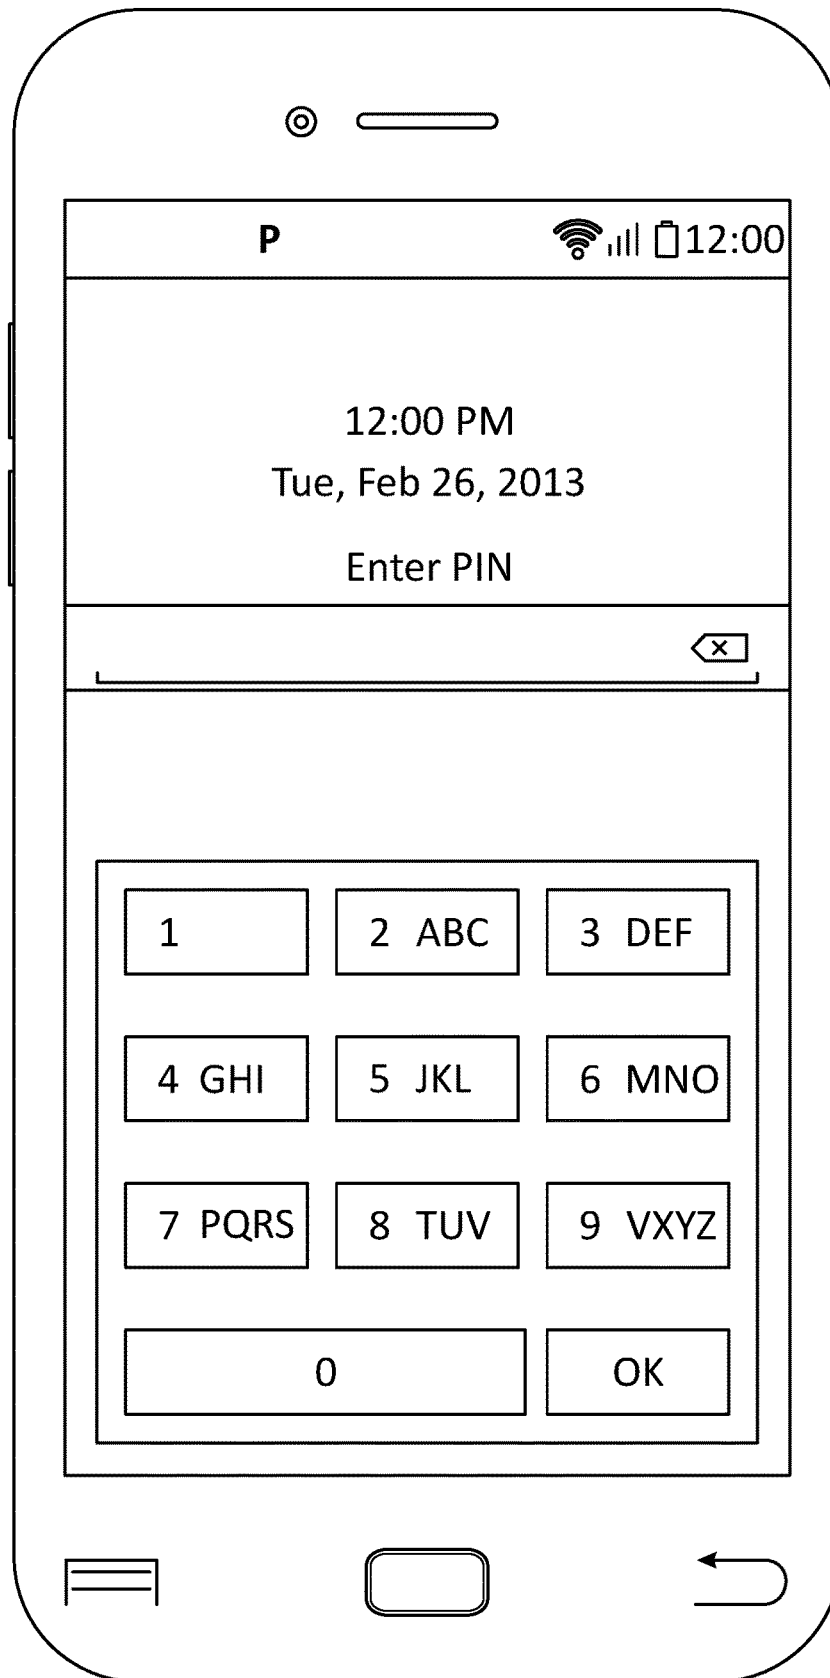 P 12:00
12:00 PM
Tue, Feb 26, 2013
Enter PIN
1 2 ABC 3 DEF
4 GHI 5 JKL 6 MNO
7 PQRS 8 TUV 9 VXYZ
0 OK